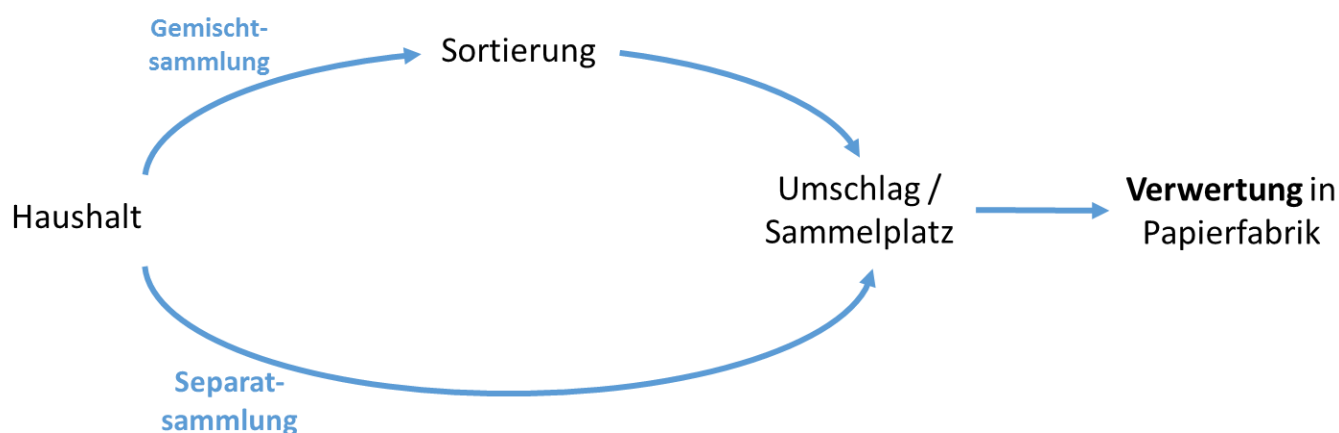 Gemischt-
sammlung
Sortierung
Haushalt
Umschlag /
Sammelplatz
Verwertung in
Papierfabrik
Separat-
sammlung